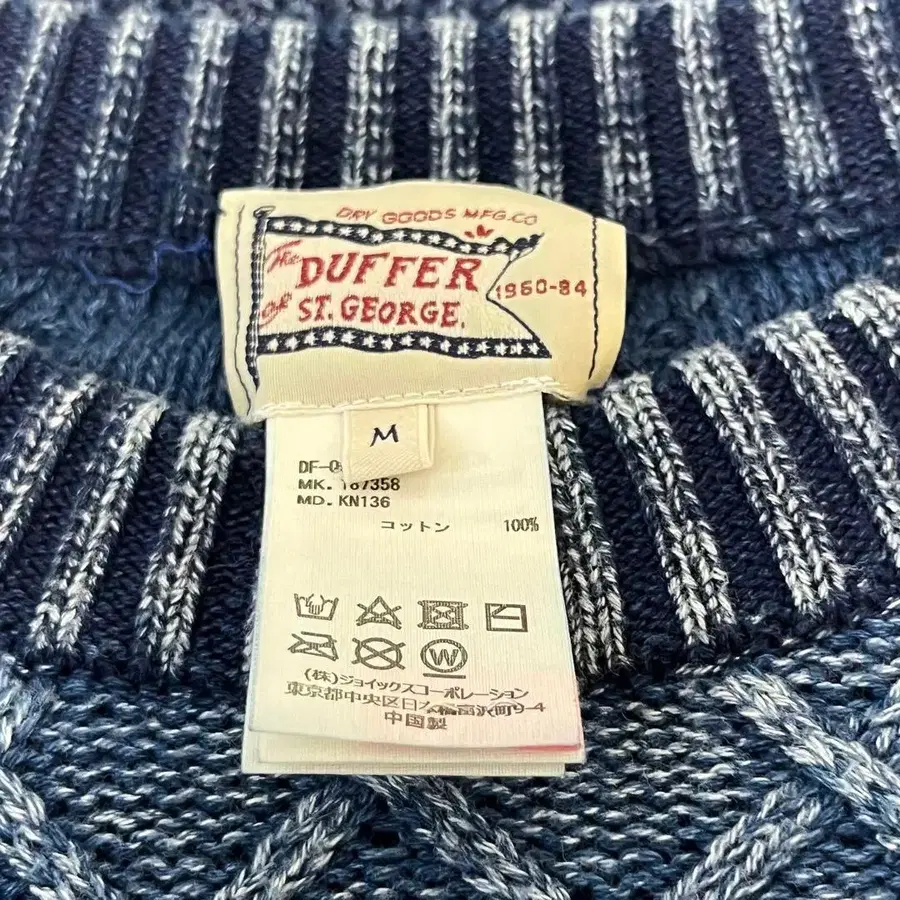 DRY GOODS MFG.CO
The DUFFER
OF ST. GEORGE.
1960-84
M
DF-
MK. 167358
MD. KN136
コットン 100%
W
(株)ジョイックスコーポレーション
東京都中央区日本橋富沢町9-4
中国製